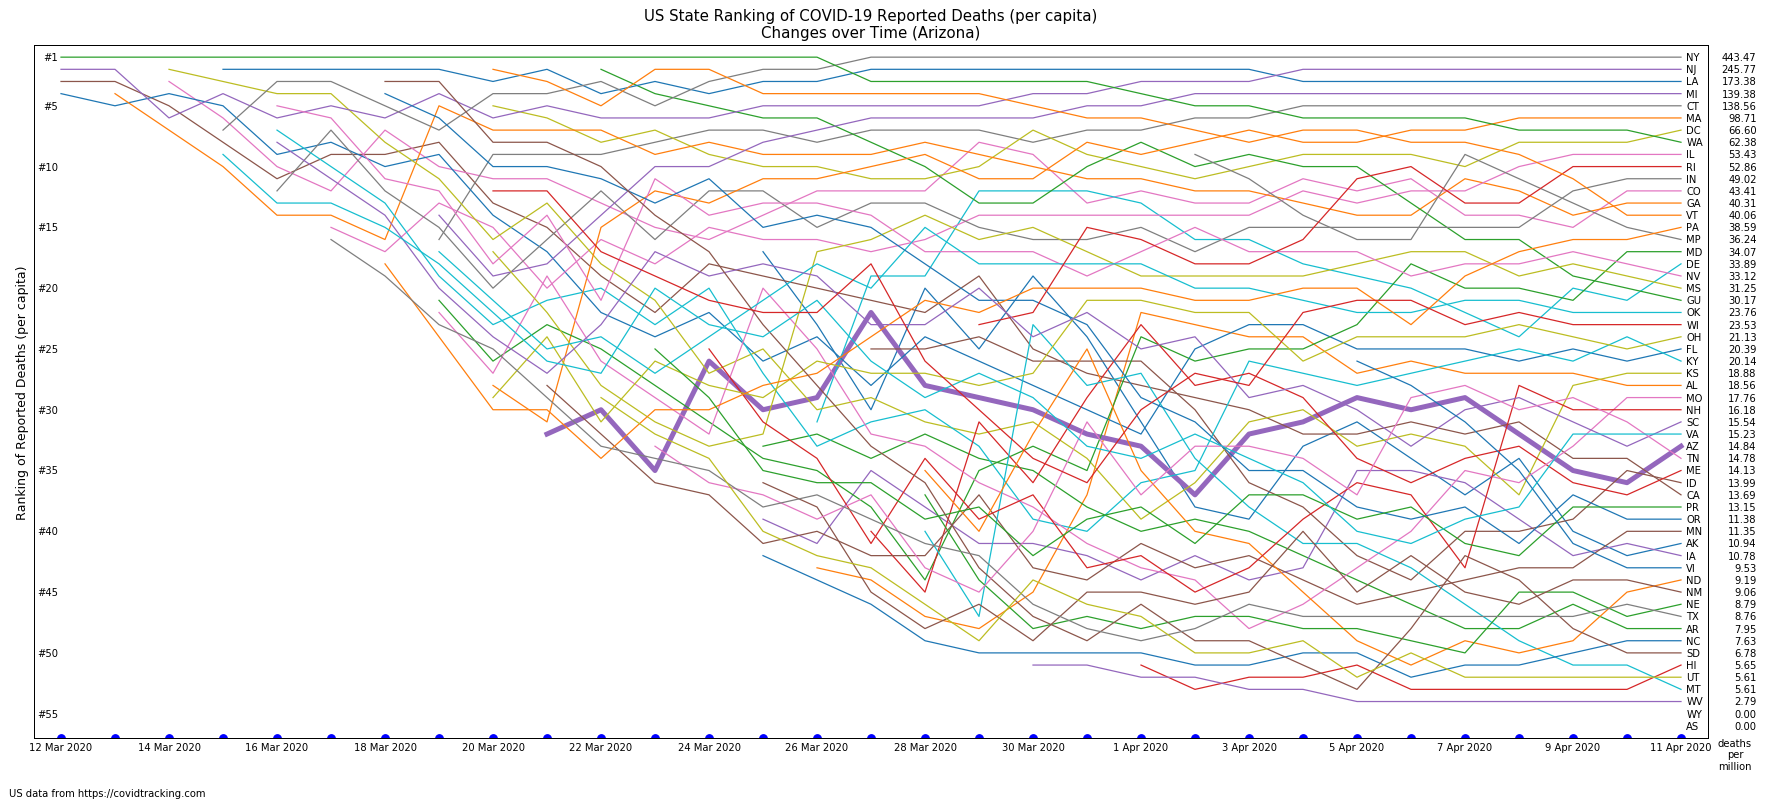 US State Ranking of COVID-19 Reported Deaths (per capita)
Changes over Time (Arizona)
Ranking of Reported Deaths (per capita)
#1
#5
#10
#15
#20
#25
#30
#35
#40
#45
#50
#55
NY 443.47
NJ 245.77
LA 173.38
MI 139.38
CT 138.56
MA 98.71
DC 66.60
WA 62.38
IL 53.43
RI 52.86
IN 49.02
CO 43.41
GA 40.31
VT 40.06
PA 38.59
MP 36.24
MD 34.07
DE 33.89
NV 33.12
MS 31.25
GU 30.17
OK 23.76
WI 23.53
OH 21.13
FL 20.39
KY 20.14
KS 18.88
AL 18.56
MO 17.76
NH 16.18
SC 15.54
VA 15.23
AZ 14.84
TN 14.78
ME 14.13
ID 13.99
CA 13.69
PR 13.15
OR 11.38
MN 11.35
AK 10.94
IA 10.78
VI 9.53
ND 9.19
NM 9.06
NE 8.79
TX 8.76
AR 7.95
NC 7.63
SD 6.78
HI 5.65
UT 5.61
MT 5.61
WV 2.79
WY 0.00
AS 0.00
12 Mar 2020
14 Mar 2020
16 Mar 2020
18 Mar 2020
20 Mar 2020
22 Mar 2020
24 Mar 2020
26 Mar 2020
28 Mar 2020
30 Mar 2020
1 Apr 2020
3 Apr 2020
5 Apr 2020
7 Apr 2020
9 Apr 2020
11 Apr 2020
deaths
per
million
US data from https://covidtracking.com